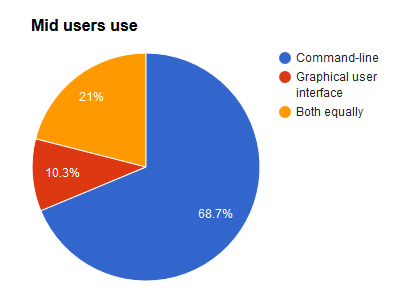 Mid users use
Command-line
Graphical user
interface
Both equally
21%
10.3%
68.7%